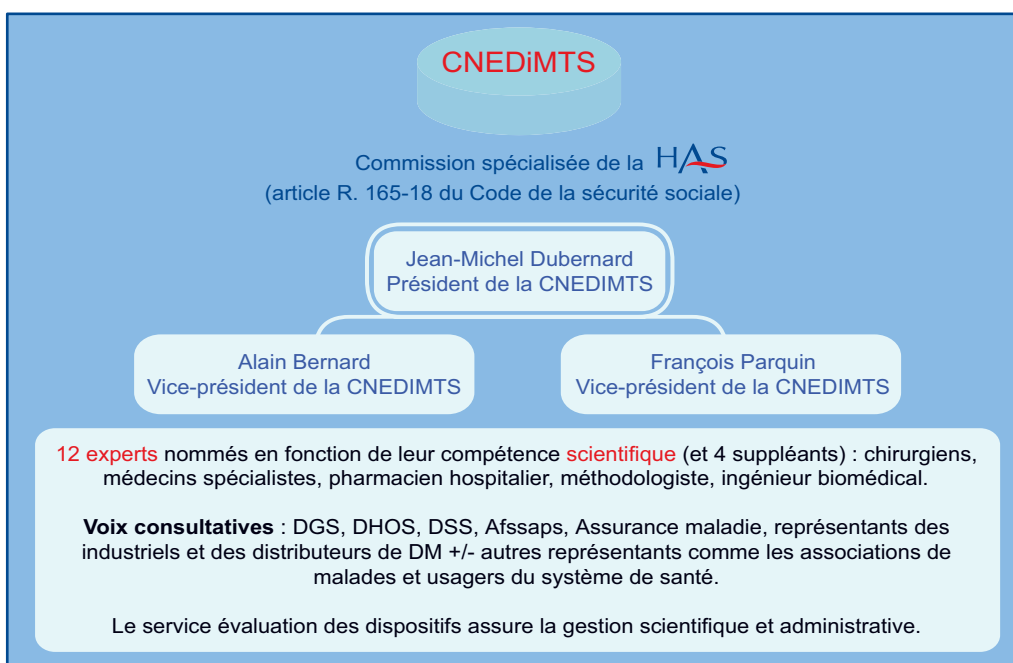 CNEDiMTS
Commission spécialisée de la HAS
(article R. 165-18 du Code de la sécurité sociale)
Jean-Michel Dubernard
Président de la CNEDIMTS
Alain Bernard
Vice-président de la CNEDIMTS
François Parquin
Vice-président de la CNEDIMTS
12 experts nommés en fonction de leur compétence scientifique (et 4 suppléants) : chirurgiens,
médecins spécialistes, pharmacien hospitalier, méthodologiste, ingénieur biomédical.
Voix consultatives : DGS, DHOS, DSS, Afssaps, Assurance maladie, représentants des
industriels et des distributeurs de DM +/- autres représentants comme les associations de
malades et usagers du système de santé.
Le service évaluation des dispositifs assure la gestion scientifique et administrative.